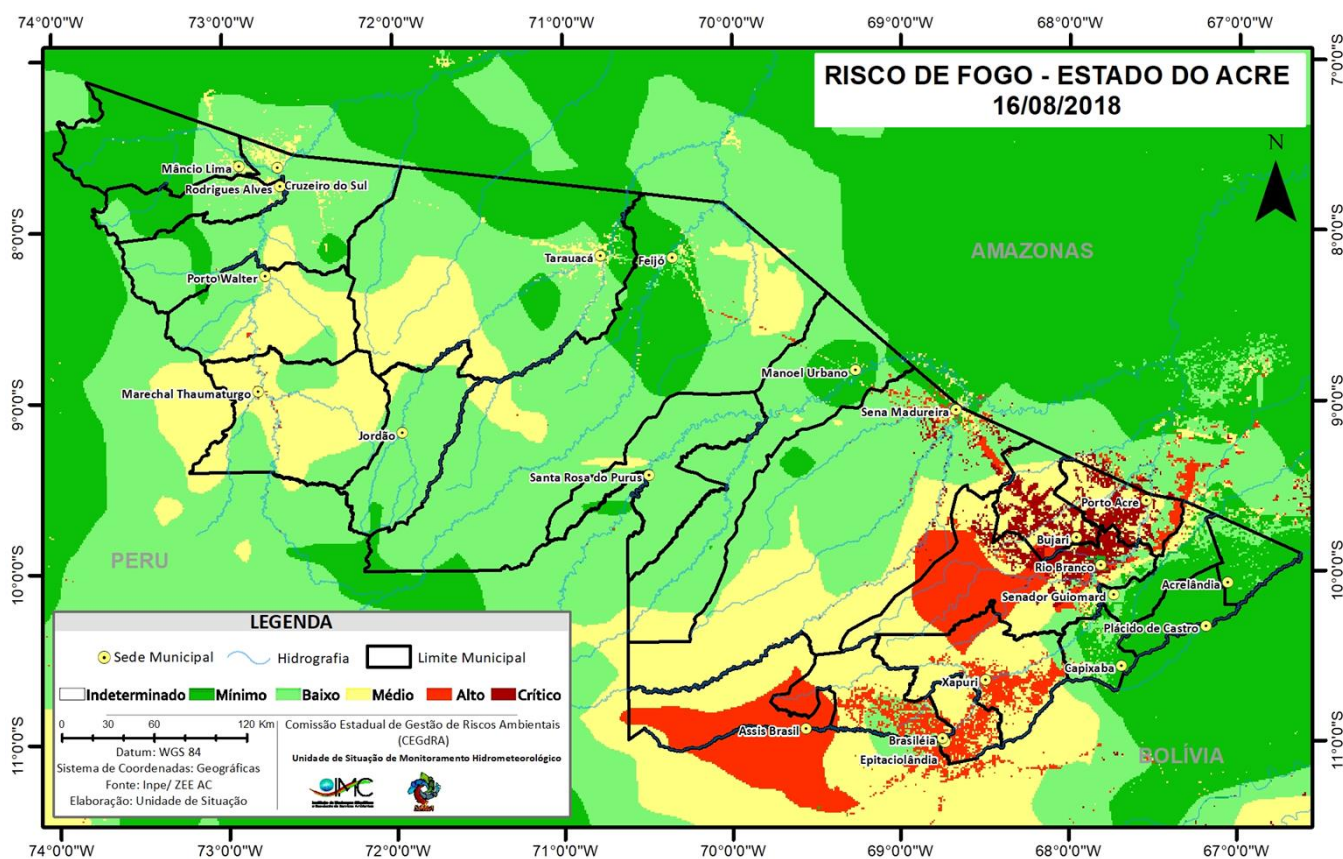 74°0'0"W 73°0'0"W 72°0'0"W 71°0'0"W 70°0'0"W 69°0'0"W 68°0'0"W 67°0'0"W
RISCO DE FOGO - ESTADO DO ACRE
16/08/2018
N
7°0'0"S
8°0'0"S
9°0'0"S
10°0'0"S
11°0'0"S
8°0'0"S
9°0'0"S
10°0'0"S
11°0'0"S
AMAZONAS
PERU
BOLÍVIA
Mâncio Lima
Rodrigues Alves
Cruzeiro do Sul
Porto Walter
Marechal Thaumaturgo
Jordão
Tarauacá
Feijó
Manoel Urbano
Sena Madureira
Santa Rosa do Purus
Porto Acre
Bujari
Rio Branco
Senador Guiomard
Acrelândia
Plácido de Castro
Capixaba
Xapuri
Assis Brasil
Brasiléia
Epitaciolândia
LEGENDA
Sede Municipal Hidrografia Limite Municipal
Indeterminado Mínimo Baixo Médio Alto Crítico
0 30 60 120 Km
Datum: WGS 84
Sistema de Coordenadas: Geográficas
Fonte: Inpe/ ZEE AC
Elaboração: Unidade de Situação
Comissão Estadual de Gestão de Riscos Ambientais
(CEGdRA)
Unidade de Situação de Monitoramento Hidrometeorológico
IMC
74°0'0"W 73°0'0"W 72°0'0"W 71°0'0"W 70°0'0"W 69°0'0"W 68°0'0"W 67°0'0"W